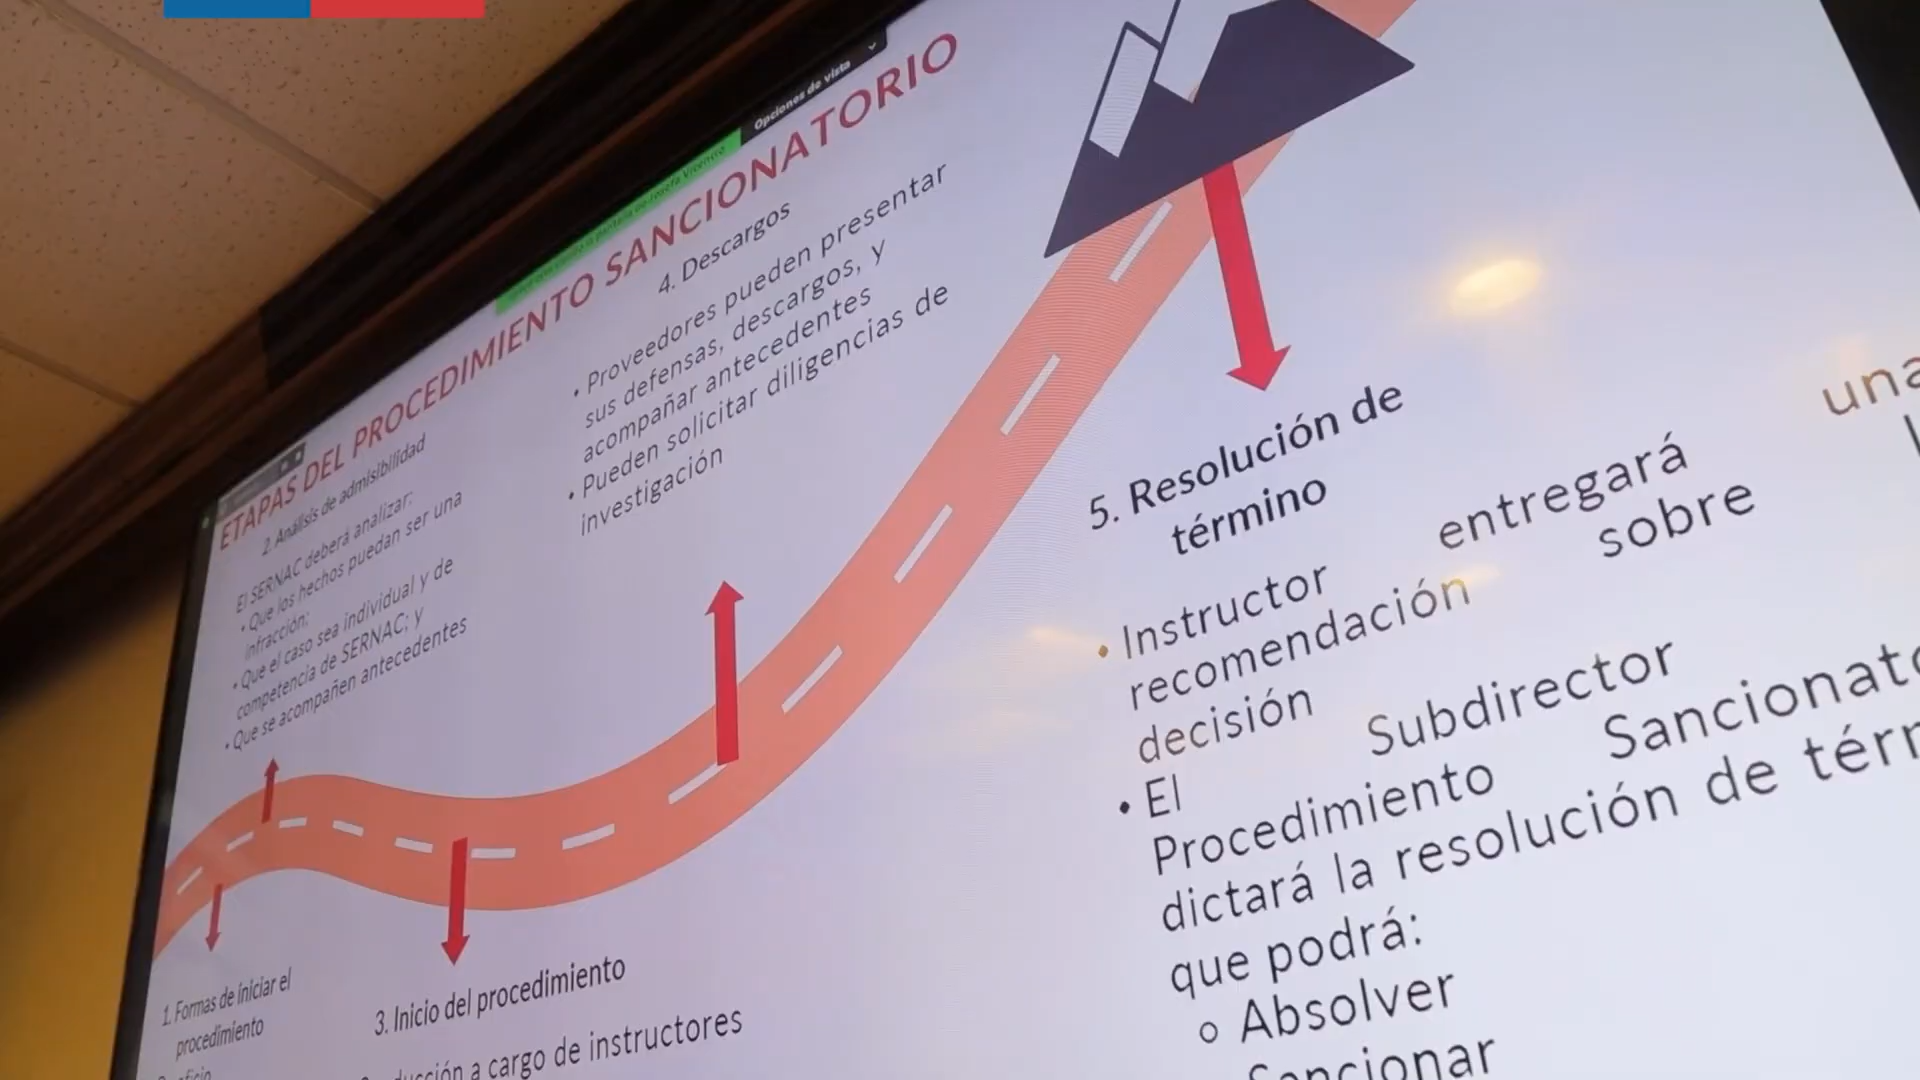 Opciones de vista
ETAPAS DEL PROCEDIMIENTO SANCIONATORIO
2. Análisis de admisibilidad
El SERNAC deberá analizar:
• Que los hechos puedan ser una
infracción;
• Que el caso sea individual y de
competencia de SERNAC; y
• Que se acompañen antecedentes
4. Descargos
• Proveedores pueden presentar
sus defensas, descargos, y
acompañar antecedentes
• Pueden solicitar diligencias de
investigación
1. Formas de iniciar el
procedimiento
3. Inicio del procedimiento
a cargo de instructores
5. Resolución de
término
• Instructor entregará una
recomendación sobre
decisión
• El Subdirector
Procedimiento
dictará la resolución de
que podrá:
○ Absolver
Sancionar